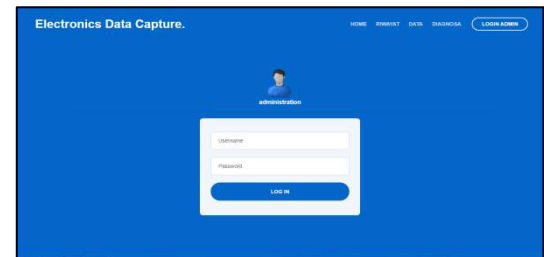 Electronics Data Capture.
HOME RIWAYAT DATA DIAGNOSA LOGIN ADMIN
administration
Username
Password
LOG IN